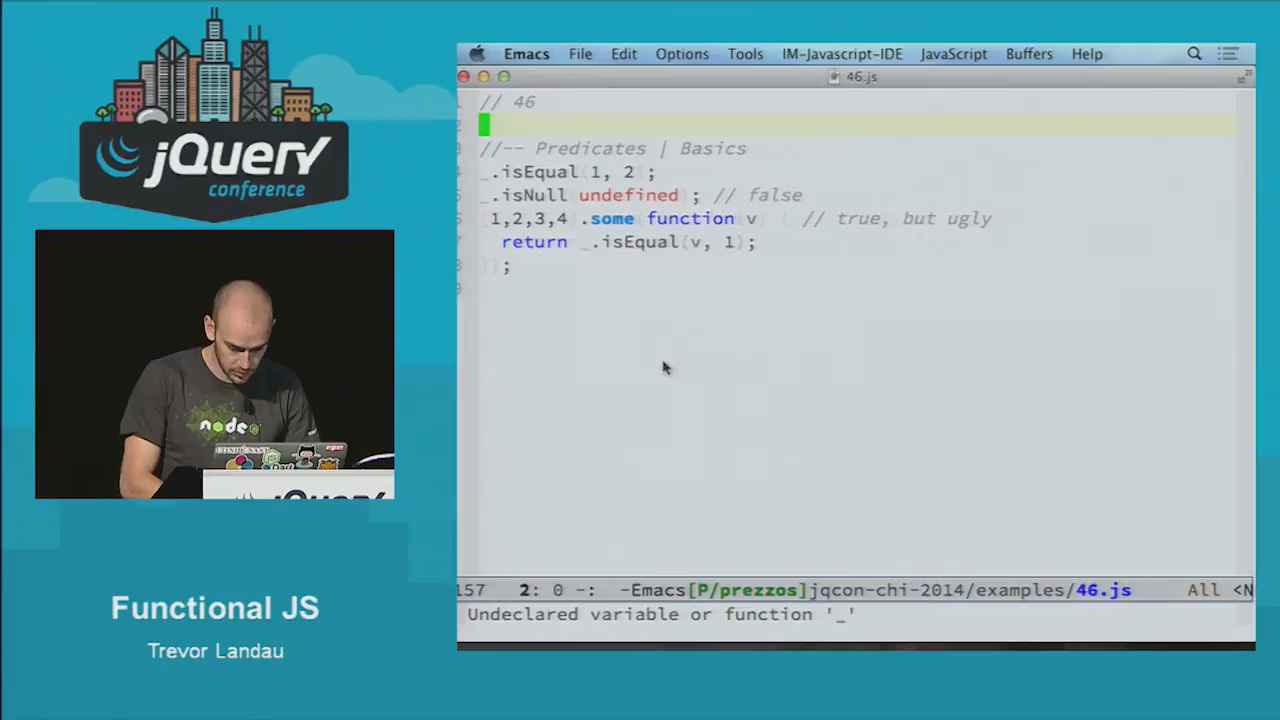 jQuery
conference
Emacs File Edit Options Tools IM-Javascript-IDE JavaScript Buffers Help
46.js
// 46
//-- Predicates | Basics
_.isEqual(1, 2);
_.isNull(undefined); // false
[1,2,3,4].some(function(v) { // true, but ugly
return _.isEqual(v, 1);
});
157 2: 0 -: -Emacs[P/prezzos]jqcon-chi-2014/examples/46.js All <N
Undeclared variable or function '_'
node
npm
jQuery
Functional JS
Trevor Landau